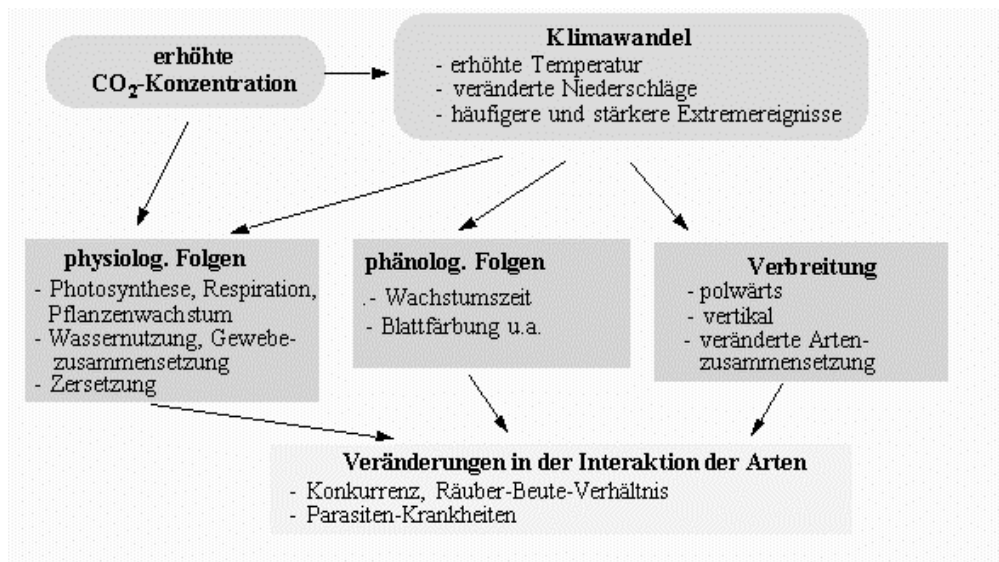 erhöhte
CO2-Konzentration
Klimawandel
- erhöhte Temperatur
- veränderte Niederschläge
- häufigere und stärkere Extremereignisse
physiolog. Folgen
- Photosynthese, Respiration,
Pflanzenwachstum
- Wassernutzung, Gewebe-
zusammensetzung
- Zersetzung
phänolog. Folgen
.- Wachstumszeit
- Blattfärbung u.a.
Verbreitung
- polwärts
- vertikal
- veränderte Arten-
zusammensetzung
Veränderungen in der Interaktion der Arten
- Konkurrenz, Räuber-Beute-Verhältnis
- Parasiten-Krankheiten